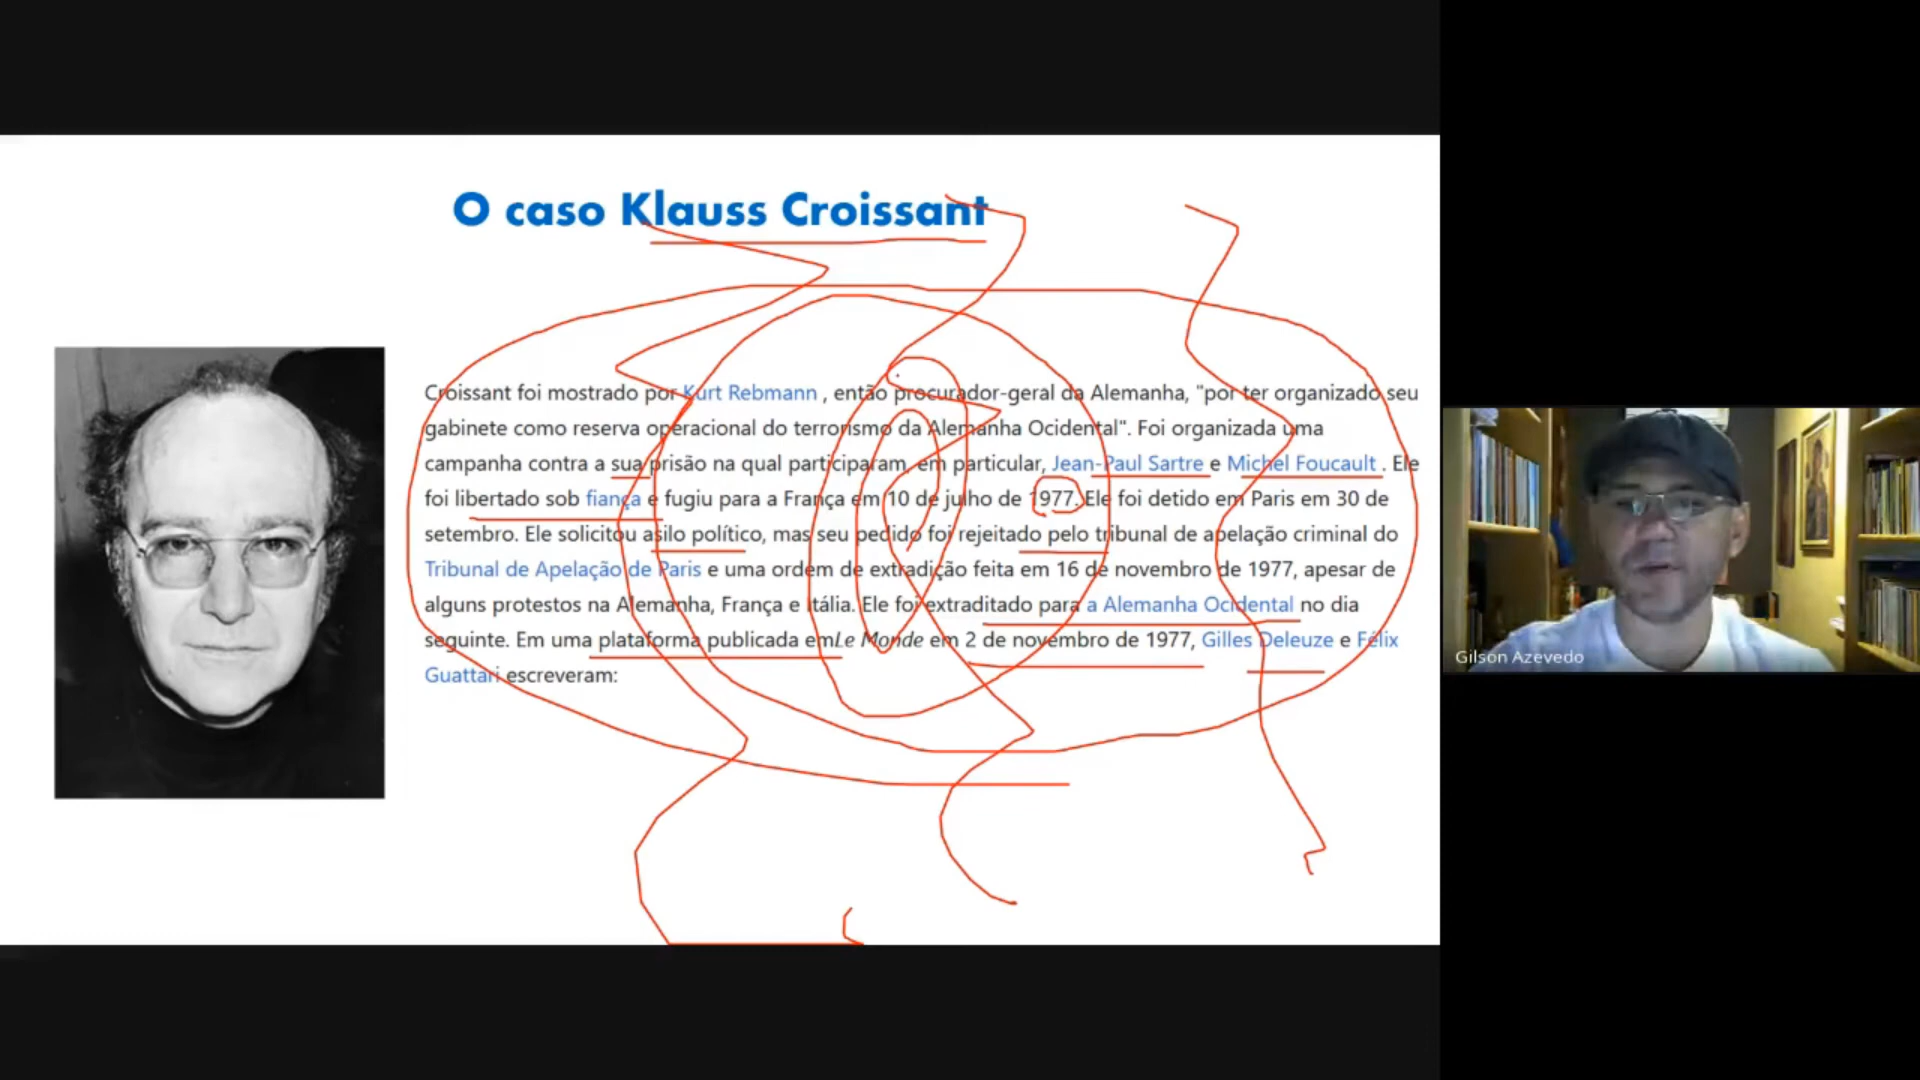 O caso Klauss Croissant
Croissant foi mostrado por Kurt Rebmann , então procurador-geral da Alemanha, "por ter organizado seu
gabinete como reserva operacional do terrorismo da Alemanha Ocidental". Foi organizada uma
campanha contra a sua prisão na qual participaram, em particular, Jean-Paul Sartre e Michel Foucault . Ele
foi libertado sob fiança e fugiu para a França em 10 de julho de 1977. Ele foi detido em Paris em 30 de
setembro. Ele solicitou asilo político, mas seu pedido foi rejeitado pelo tribunal de apelação criminal do
Tribunal de Apelação de Paris e uma ordem de extradição feita em 16 de novembro de 1977, apesar de
alguns protestos na Alemanha, França e Itália. Ele foi extraditado para a Alemanha Ocidental no dia
seguinte. Em uma plataforma publicada emLe Monde em 2 de novembro de 1977, Gilles Deleuze e Félix
Guattari escreveram:
Gilson Azevedo